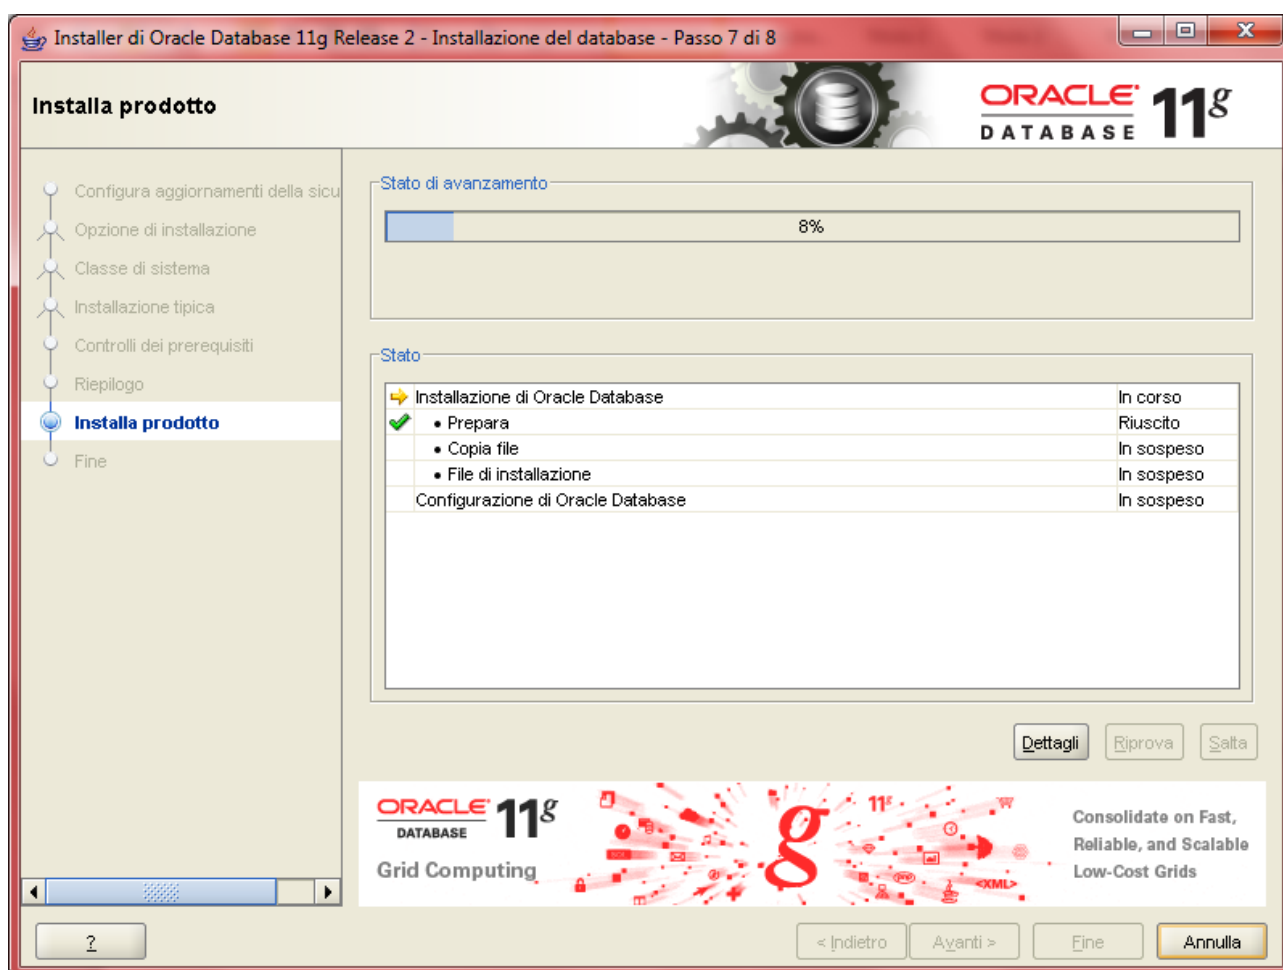 Installer di Oracle Database 11g Release 2 - Installazione del database - Passo 7 di 8
Installa prodotto
ORACLE DATABASE 11g
Configura aggiornamenti della sicu
Opzione di installazione
Classe di sistema
Installazione tipica
Controlli dei prerequisiti
Riepilogo
Installa prodotto
Fine
Stato di avanzamento
8%
Stato
Installazione di Oracle Database In corso
• Prepara Riuscito
• Copia file In sospeso
• File di installazione In sospeso
Configurazione di Oracle Database In sospeso
Dettagli Riprova Salta
ORACLE DATABASE 11g
Grid Computing
g
11g
<XML>
Consolidate on Fast,
Reliable, and Scalable
Low-Cost Grids
?
< Indietro Avanti > Fine Annulla